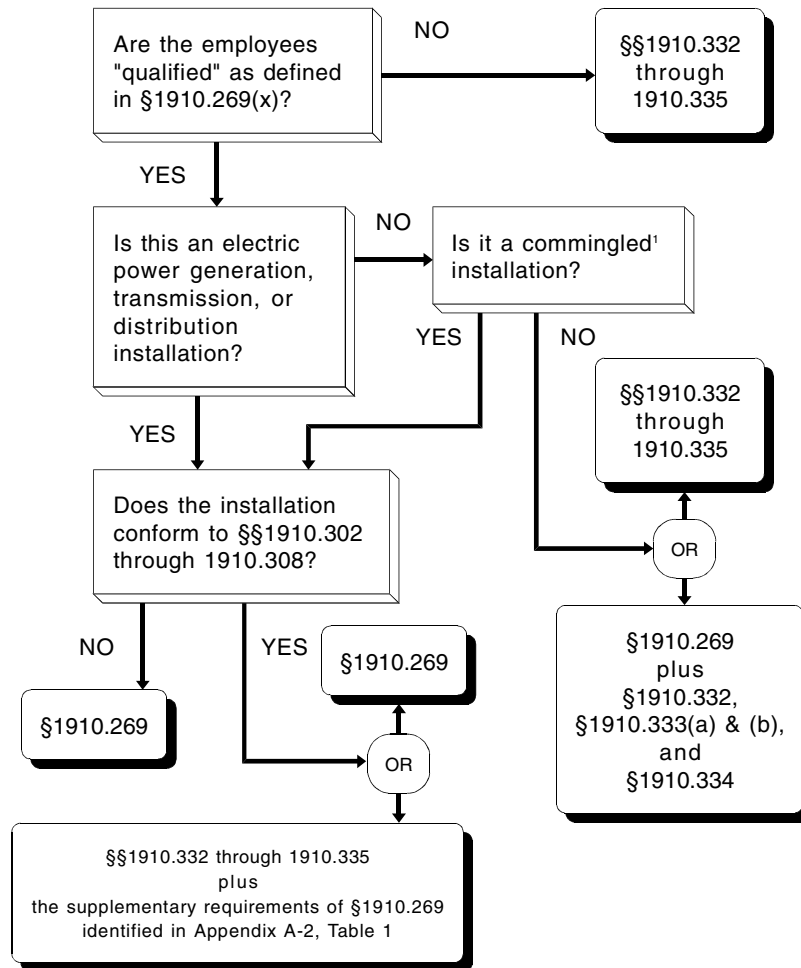 Are the employees
"qualified" as defined
in §1910.269(x)?
NO
§§1910.332
through
1910.335
YES
Is this an electric
power generation,
transmission, or
distribution
installation?
NO
Is it a commingled¹
installation?
YES
NO
§§1910.332
through
1910.335
YES
Does the installation
conform to §§1910.302
through 1910.308?
OR
NO
YES
§1910.269
§1910.269
plus
§1910.332,
§1910.333(a) & (b),
and
§1910.334
§1910.269
OR
§§1910.332 through 1910.335
plus
the supplementary requirements of §1910.269
identified in Appendix A-2, Table 1